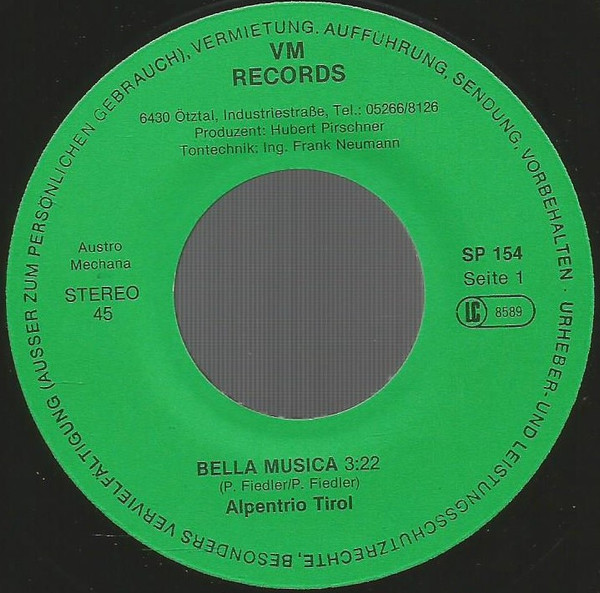 URHEBER- UND LEISTUNGSSCHUTZRECHTE, BESONDERS VERVIELFÄLTIGUNG (AUSSER ZUM PERSÖNLICHEN GEBRAUCH), VERMIETUNG. AUFFÜHRUNG, SENDUNG, VORBEHALTEN ·
VM
RECORDS
6430 Ötztal, Industriestraße, Tel.: 05266/8126
Produzent: Hubert Pirschner
Tontechnik: Ing. Frank Neumann
Austro
Mechana
STEREO
45
SP 154
Seite 1
LC 8589
BELLA MUSICA 3:22
(P. Fiedler/P. Fiedler)
Alpentrio Tirol